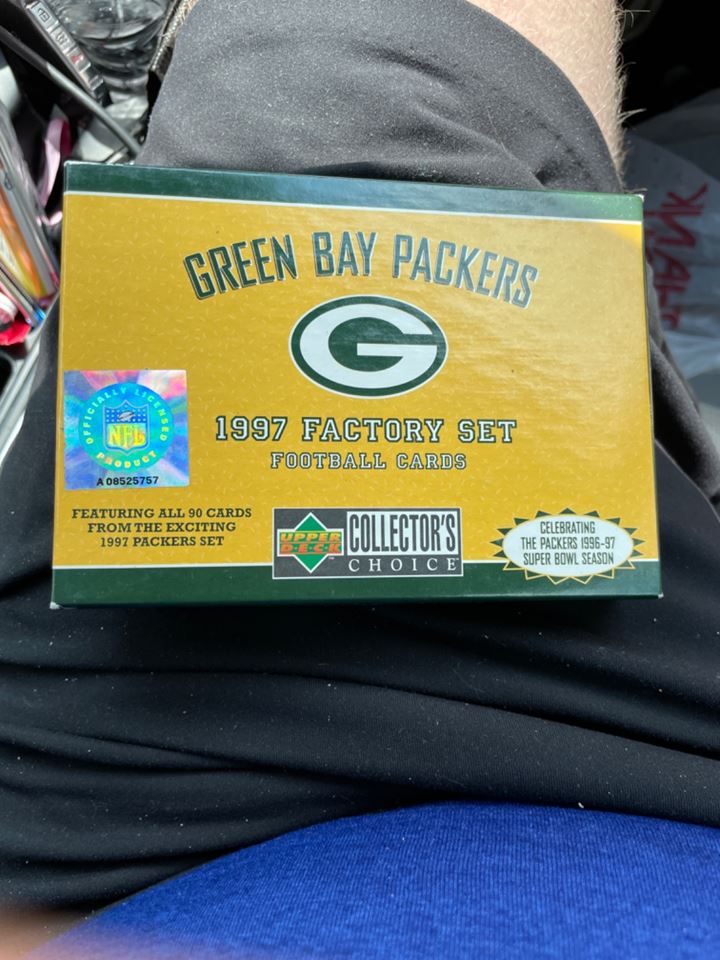 GREEN BAY PACKERS
G
1997 FACTORY SET
FOOTBALL CARDS
OFFICIALLY LICENSED
NFL
PRODUCT
A 08525757
FEATURING ALL 90 CARDS
FROM THE EXCITING
1997 PACKERS SET
UPPER
D·E·C·K
COLLECTOR'S
CHOICE
CELEBRATING
THE PACKERS 1996-97
SUPER BOWL SEASON
THANK